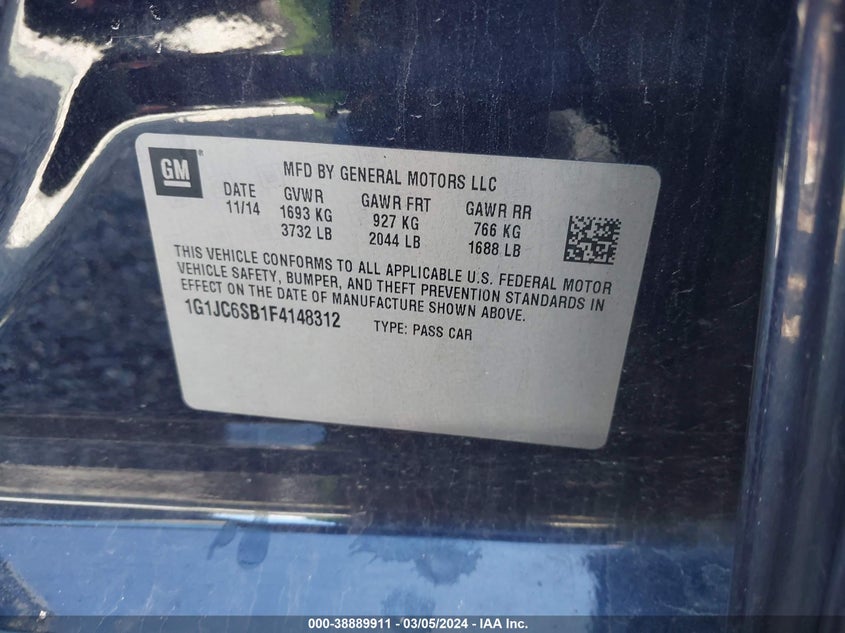 GM
MFD BY GENERAL MOTORS LLC
DATE GVWR GAWR FRT GAWR RR
11/14 1693 KG 927 KG 766 KG
3732 LB 2044 LB 1688 LB
THIS VEHICLE CONFORMS TO ALL APPLICABLE U.S. FEDERAL MOTOR
VEHICLE SAFETY, BUMPER, AND THEFT PREVENTION STANDARDS IN
EFFECT ON THE DATE OF MANUFACTURE SHOWN ABOVE.
1G1JC6SB1F4148312 TYPE: PASS CAR
000-38889911 - 03/05/2024 - IAA Inc.